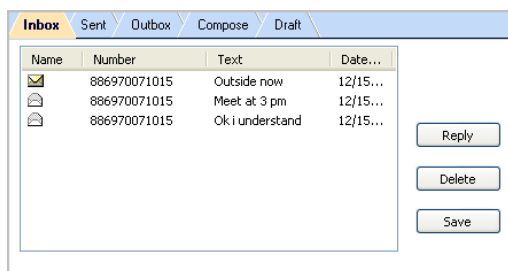 Inbox Sent Outbox Compose Draft
Name Number Text Date...
886970071015 Outside now 12/15...
886970071015 Meet at 3 pm 12/15...
886970071015 Ok i understand 12/15...
Reply
Delete
Save